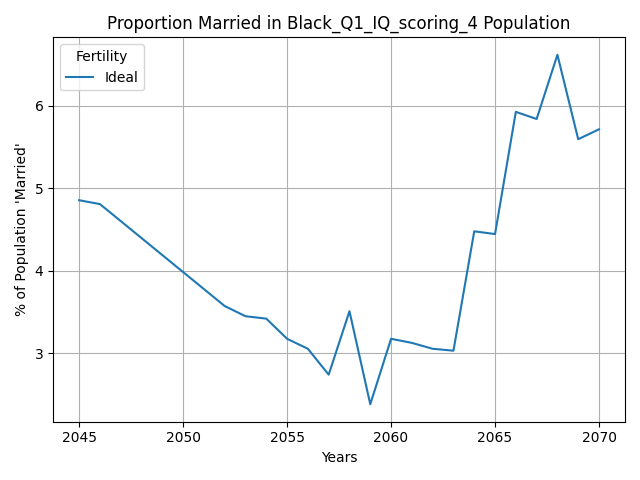 Proportion Married in Black_Q1_IQ_scoring_4 Population
Fertility
Ideal
% of Population 'Married'
6
5
4
3
2045 2050 2055 2060 2065 2070
Years